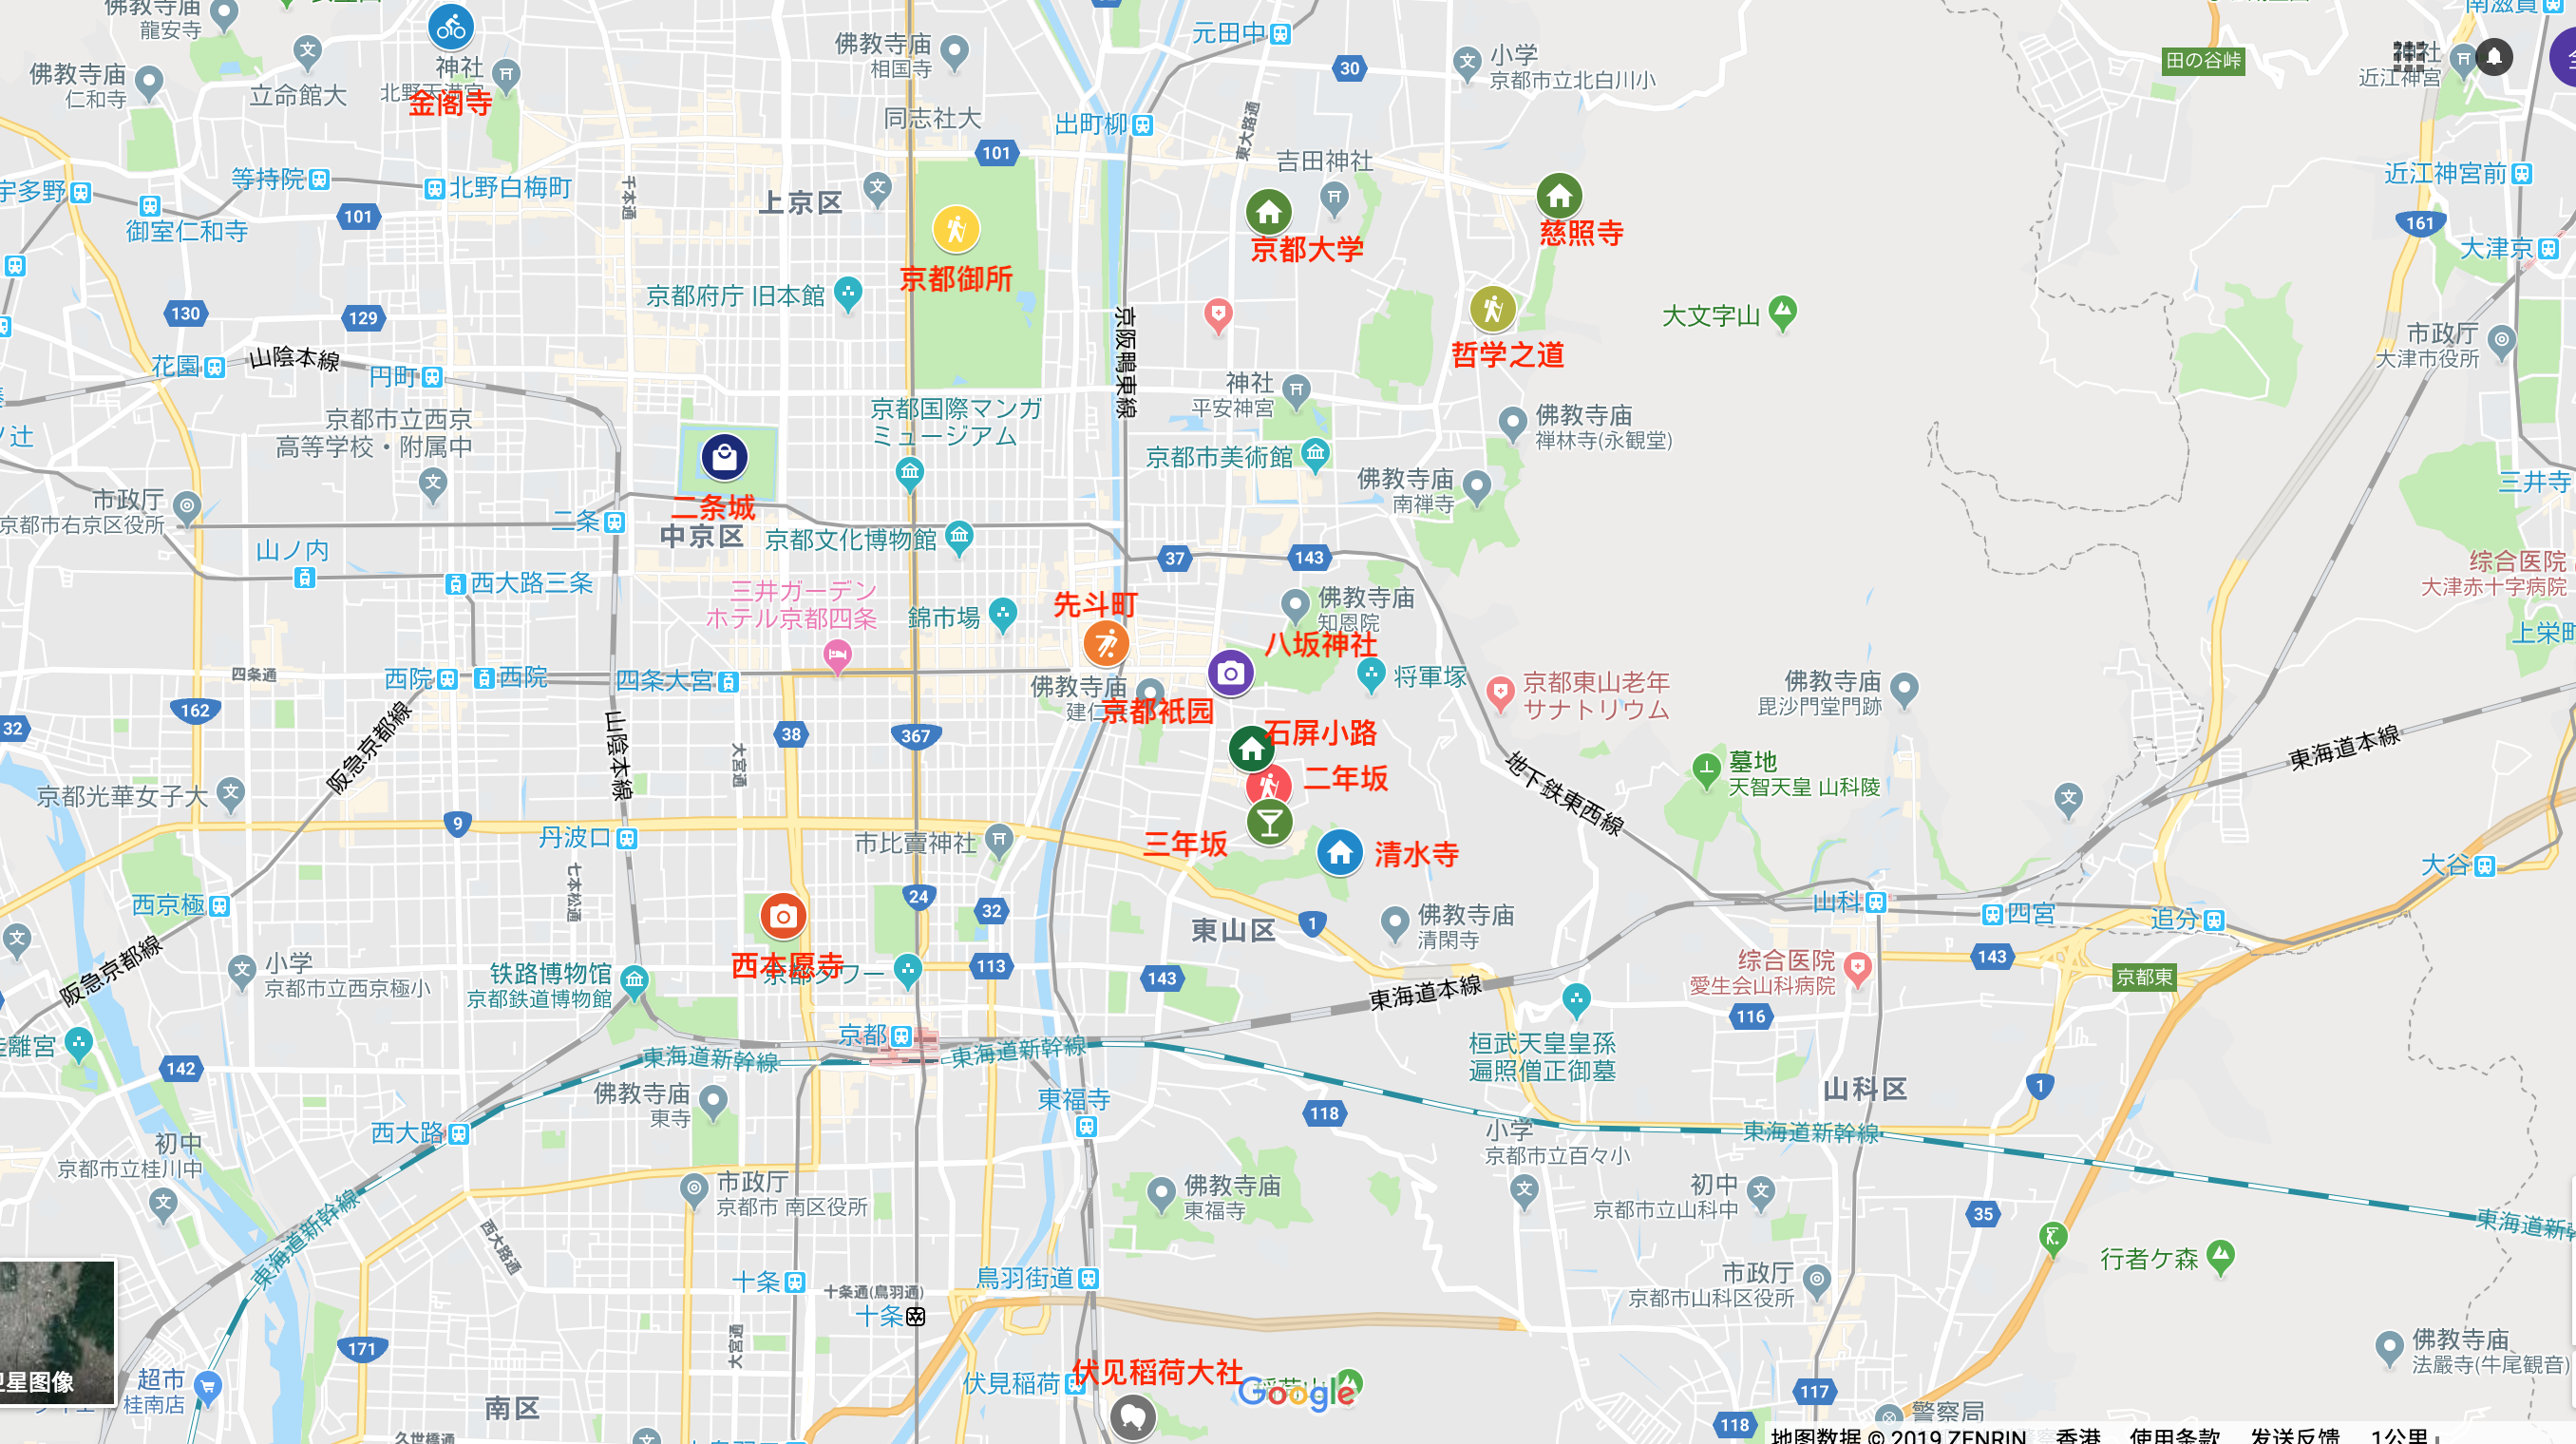 佛教寺庙
龍安寺
佛教寺庙
仁和寺
立命館大
神社
北野天満宮
金阁寺
佛教寺庙
相国寺
同志社大
元田中
30
小学
京都市立北白川小
田の谷峠
神社
近江神宮
南滋賀
出町柳
東大路通
101
吉田神社
近江神宮前
宇多野
等持院
北野白梅町
千本通
上京区
御室仁和寺
101
京都御所
京都大学
慈照寺
161
大津京
京都府庁 旧本館
130
129
京阪鴨東線
哲学之道
大文字山
市政厅
大津市役所
花園
山陰本線
円町
京都市立西京
高等学校・附属中
京都国際マンガ
ミュージアム
神社
平安神宮
京都市美術館
佛教寺庙
禅林寺(永観堂)
佛教寺庙
南禅寺
三井寺
市政厅
京都市右京区役所
二条
二条城
中京区
京都文化博物館
37
143
山ノ内
西大路三条
三井ガーデン
ホテル京都四条
錦市場
先斗町
佛教寺庙
知恩院
八坂神社
综合医院
大津赤十字病院
上栄町
四条通
西院
西院
四条大宮
佛教寺庙
京都祇园
将軍塚
京都東山老年
サナトリウム
佛教寺庙
毘沙門堂門跡
162
32
阪急京都線
山陰本線
大宮通
38
367
石屏小路
二年坂
三年坂
清水寺
地下鉄東西線
墓地
天智天皇 山科陵
東海道本線
京都光華女子大
9
丹波口
市比賣神社
七本松通
西京極
24
32
東山区
1
佛教寺庙
清閑寺
山科
四宮
追分
大谷
阪急京都線
小学
京都市立西京極小
铁路博物馆
京都鉄道博物館
西本愿寺
京都タワー
113
143
東海道本線
综合医院
愛生会山科病院
143
京都東
116
桓武天皇皇孫
遍照僧正御墓
142
京都
東海道新幹線
東海道新幹線
佛教寺庙
東寺
東福寺
118
山科区
1
西大路
初中
京都市立桂川中
小学
京都市立百々小
東海道新幹線
市政厅
京都市 南区役所
佛教寺庙
東福寺
初中
京都市立山科中
35
東海道新幹線
西大路通
東海道新幹線
十条
十条通(鳥羽通)
十条
鳥羽街道
市政厅
京都市山科区役所
行者ケ森
171
大宮通
卫星图像
超市
桂南店
南区
伏見稲荷
伏见稻荷大社
Google
117
佛教寺庙
法嚴寺(牛尾観音)
118
警察局
久世橋通
地图数据 © 2019 ZENRIN
香港
使用条款
发送反馈
1公里